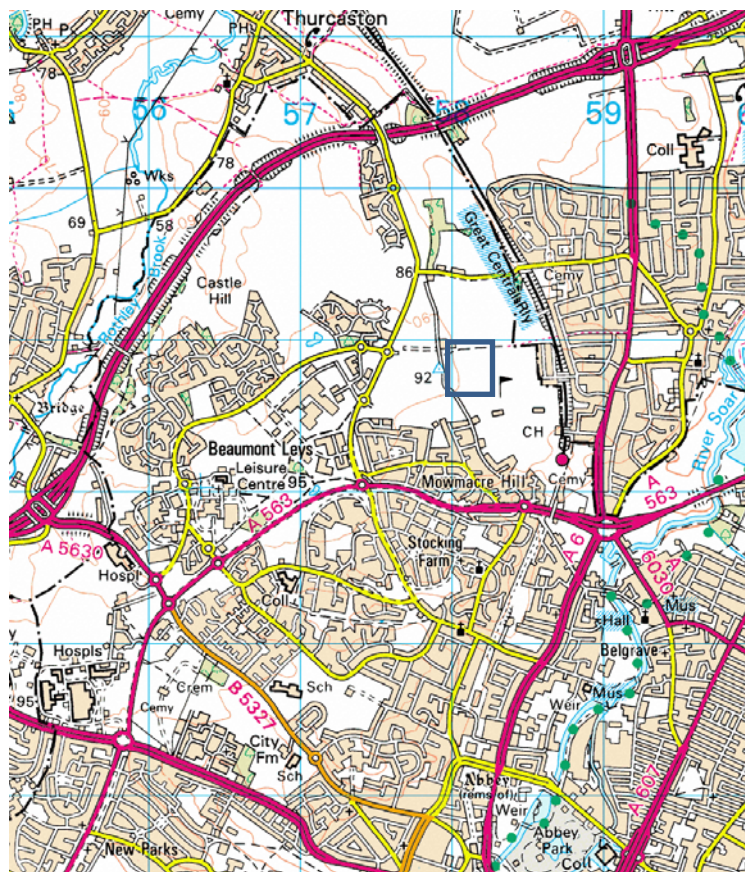 PH
Cemy
Thurcaston
PH
P
78
56
57
58
59
Coll
Wks
78
58
69
60
Rothley Brook
Castle
Hill
86
Great Central Rly
Cemy
90
92
Bridge
CH
River Soar
Beaumont Leys
Leisure
Centre
95
Mowmacre Hill
Cemy
A 563
A
563
A 5630
Stocking
Farm
A 6
A
6030
Hospl
Coll
Mus
Hall
Hospls
Belgrave
95
Crem
Sch
Cemy
B 5327
Weir
Mus
City
Fm
Sch
Abbey
(rems of)
Weir
A 607
Abbey
Park
New Parks
Coll